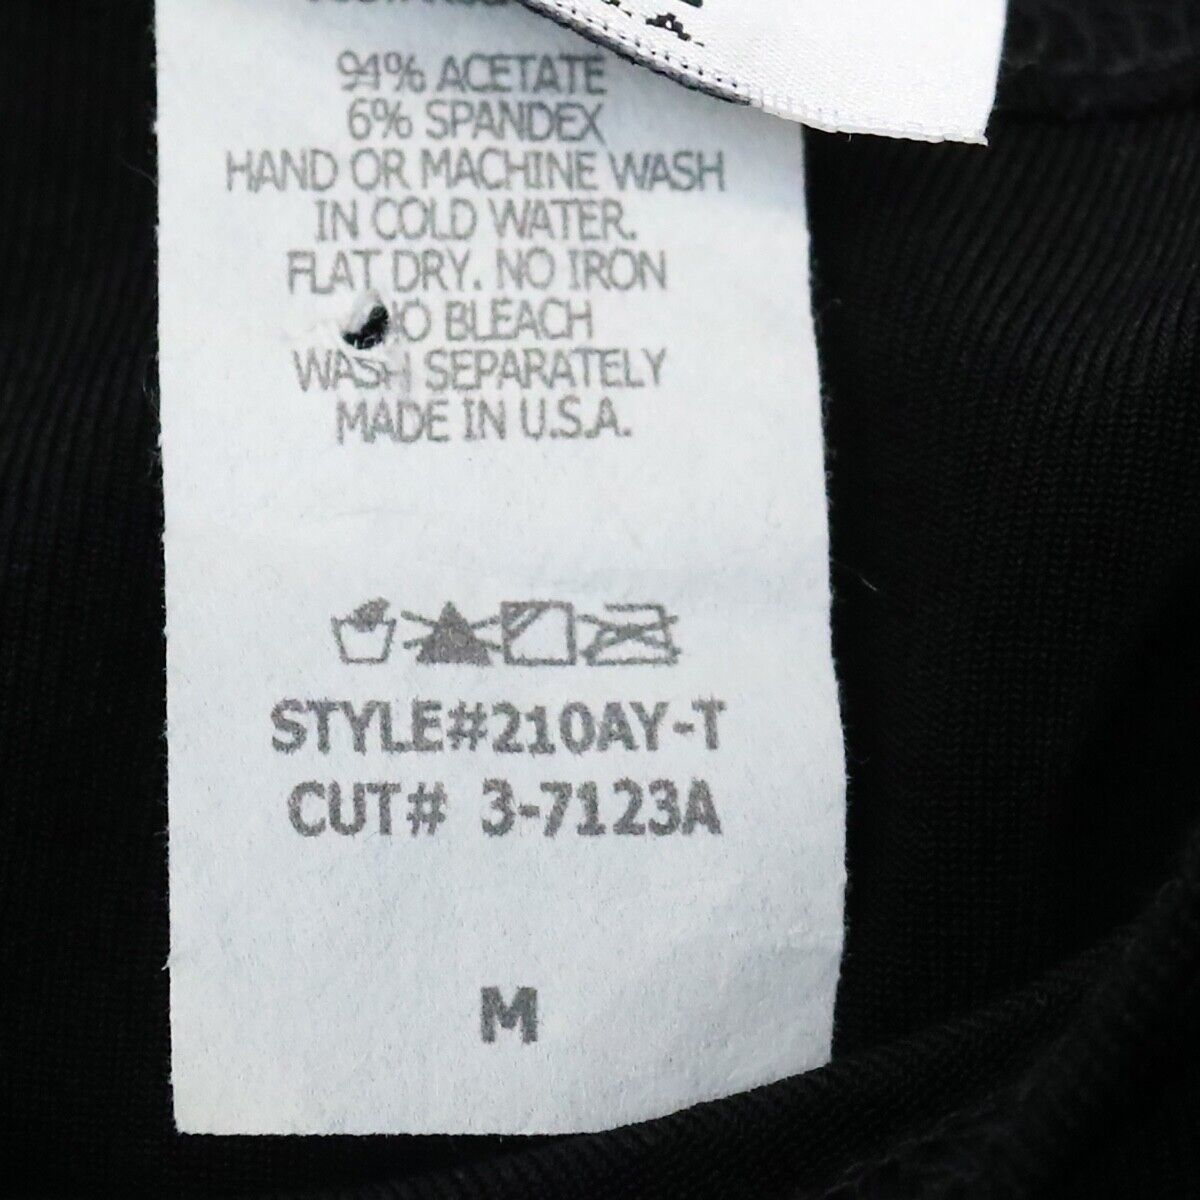 94% ACETATE
6% SPANDEX
HAND OR MACHINE WASH
IN COLD WATER.
FLAT DRY. NO IRON
NO BLEACH
WASH SEPARATELY
MADE IN U.S.A.
STYLE#210AY-T
CUT# 3-7123A
M